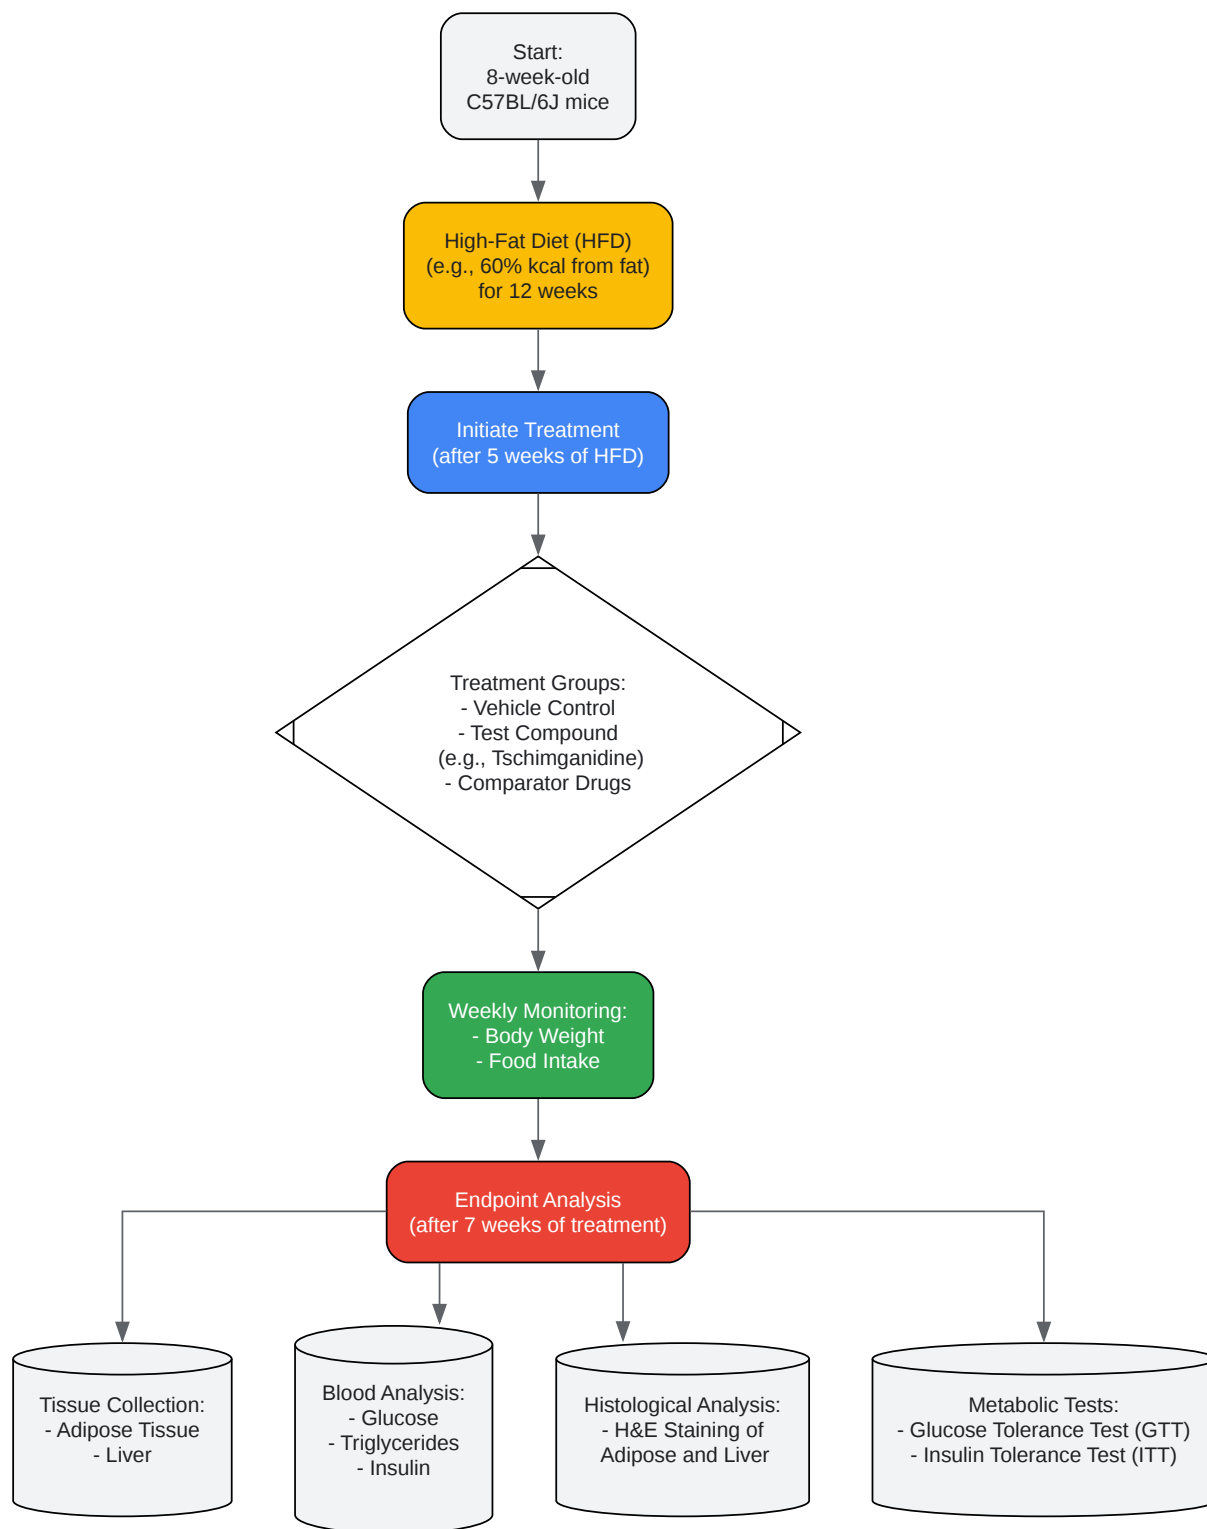 Start:
8-week-old
C57BL/6J mice
High-Fat Diet (HFD)
(e.g., 60% kcal from fat)
for 12 weeks
Initiate Treatment
(after 5 weeks of HFD)
Treatment Groups:
- Vehicle Control
- Test Compound
(e.g., Tschimganidine)
- Comparator Drugs
Weekly Monitoring:
- Body Weight
- Food Intake
Endpoint Analysis
(after 7 weeks of treatment)
Tissue Collection:
- Adipose Tissue
- Liver
Blood Analysis:
- Glucose
- Triglycerides
- Insulin
Histological Analysis:
- H&E Staining of
Adipose and Liver
Metabolic Tests:
- Glucose Tolerance Test (GTT)
- Insulin Tolerance Test (ITT)